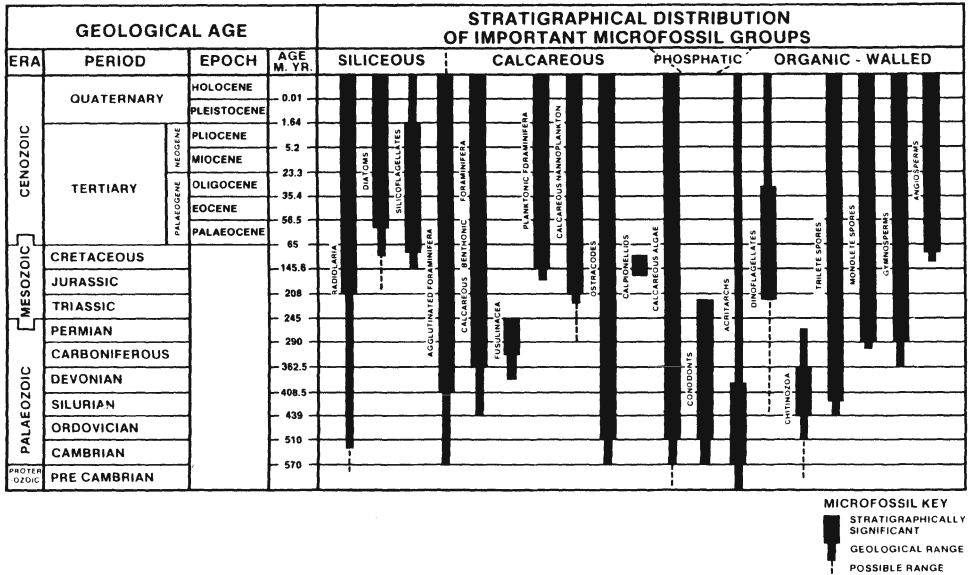 GEOLOGICAL AGE
STRATIGRAPHICAL DISTRIBUTION
OF IMPORTANT MICROFOSSIL GROUPS
ERA PERIOD EPOCH AGE
M. YR.
SILICEOUS CALCAREOUS PHOSPHATIC ORGANIC - WALLED
CENOZOIC
MESOZOIC
PALAEOZOIC
PROTER
-OZOIC
QUATERNARY
TERTIARY
NEOGENE
PALAEOGENE
CRETACEOUS
JURASSIC
TRIASSIC
PERMIAN
CARBONIFEROUS
DEVONIAN
SILURIAN
ORDOVICIAN
CAMBRIAN
PRE CAMBRIAN
HOLOCENE
PLEISTOCENE
PLIOCENE
MIOCENE
OLIGOCENE
EOCENE
PALAEOCENE
0.01
1.64
5.2
23.3
35.4
56.5
65
145.6
208
245
290
362.5
408.5
439
510
570
RADIOLARIA
DIATOMS
SILICOFLAGELLATES
AGGLUTINATED FORAMINIFERA
CALCAREOUS BENTHONIC FORAMINIFERA
FUSULINACEA
PLANKTONIC FORAMINIFERA
CALCAREOUS NANNOPLANKTON
OSTRACODES
CALPIONELLIDS
CALCAREOUS ALGAE
CONODONTS
ACRITARCHS
DINOFLAGELLATES
CHITINOZOA
TRILETE SPORES
MONOLETE SPORES
GYMNOSPERMS
ANGIOSPERMS
MICROFOSSIL KEY
STRATIGRAPHICALLY
SIGNIFICANT
GEOLOGICAL RANGE
POSSIBLE RANGE